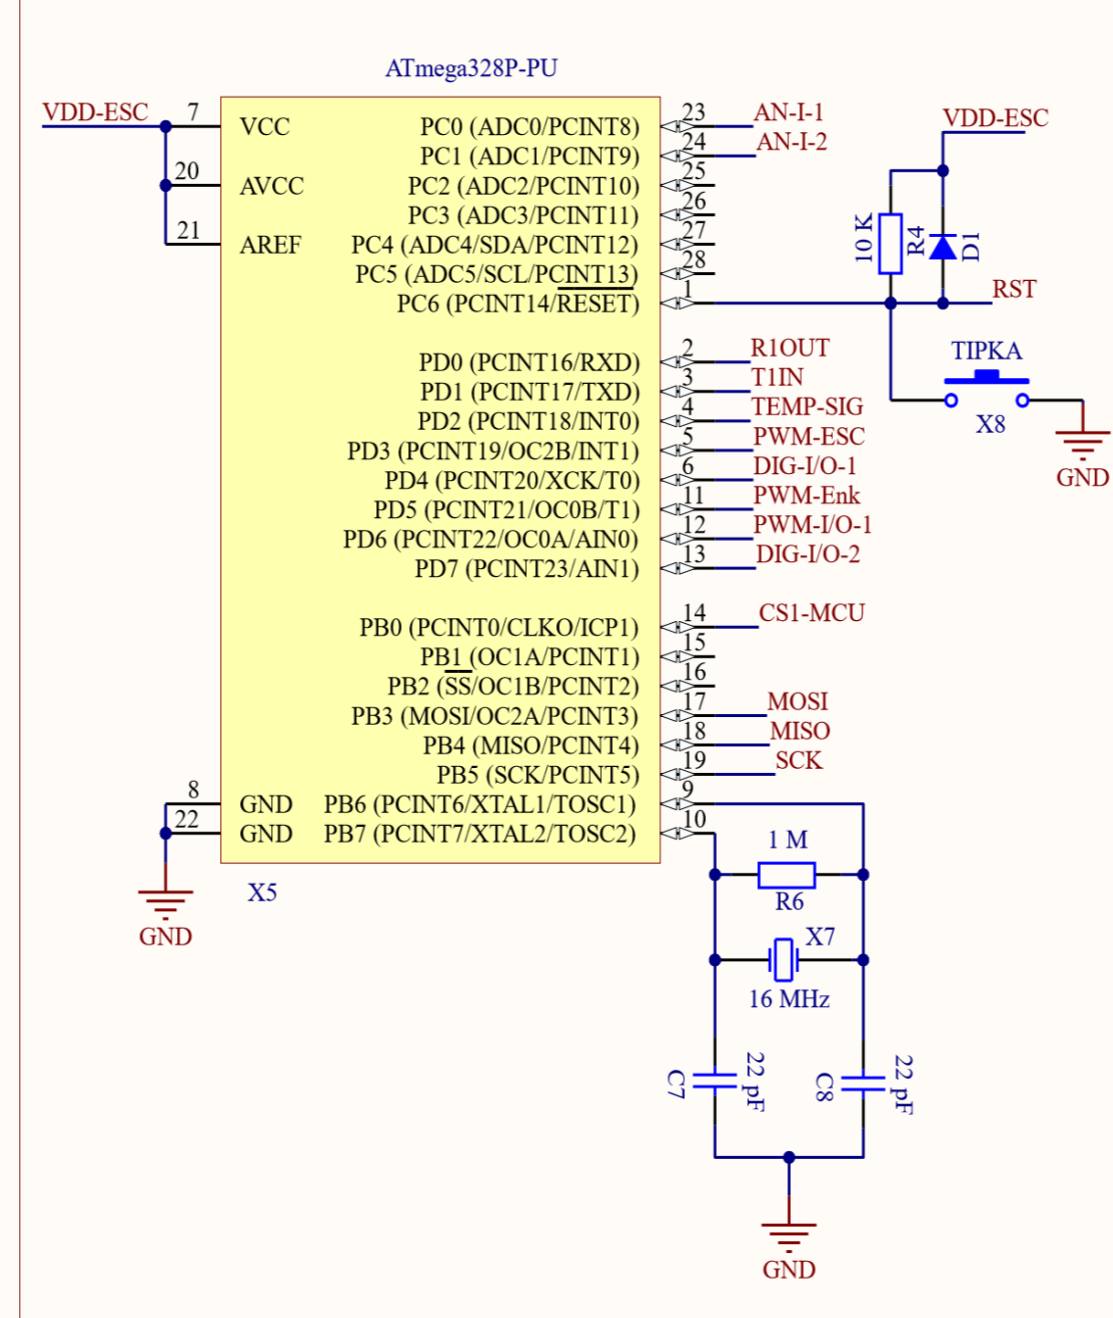 ATmega328P-PU
VDD-ESC
7 VCC
20 AVCC
21 AREF
8 GND
22 GND
GND
X5
PC0 (ADC0/PCINT8) 23 AN-I-1
PC1 (ADC1/PCINT9) 24 AN-I-2
PC2 (ADC2/PCINT10) 25
PC3 (ADC3/PCINT11) 26
PC4 (ADC4/SDA/PCINT12) 27
PC5 (ADC5/SCL/PCINT13) 28
PC6 (PCINT14/RESET) 1
PD0 (PCINT16/RXD) 2 R1OUT
PD1 (PCINT17/TXD) 3 T1IN
PD2 (PCINT18/INT0) 4 TEMP-SIG
PD3 (PCINT19/OC2B/INT1) 5 PWM-ESC
PD4 (PCINT20/XCK/T0) 6 DIG-I/O-1
PD5 (PCINT21/OC0B/T1) 11 PWM-Enk
PD6 (PCINT22/OC0A/AIN0) 12 PWM-I/O-1
PD7 (PCINT23/AIN1) 13 DIG-I/O-2
PB0 (PCINT0/CLKO/ICP1) 14 CS1-MCU
PB1 (OC1A/PCINT1) 15
PB2 (SS/OC1B/PCINT2) 16
PB3 (MOSI/OC2A/PCINT3) 17 MOSI
PB4 (MISO/PCINT4) 18 MISO
PB5 (SCK/PCINT5) 19 SCK
PB6 (PCINT6/XTAL1/TOSC1) 9
PB7 (PCINT7/XTAL2/TOSC2) 10
VDD-ESC
10 K
R4
D1
RST
TIPKA
X8
GND
1 M
R6
X7
16 MHz
C7
22 pF
C8
22 pF
GND